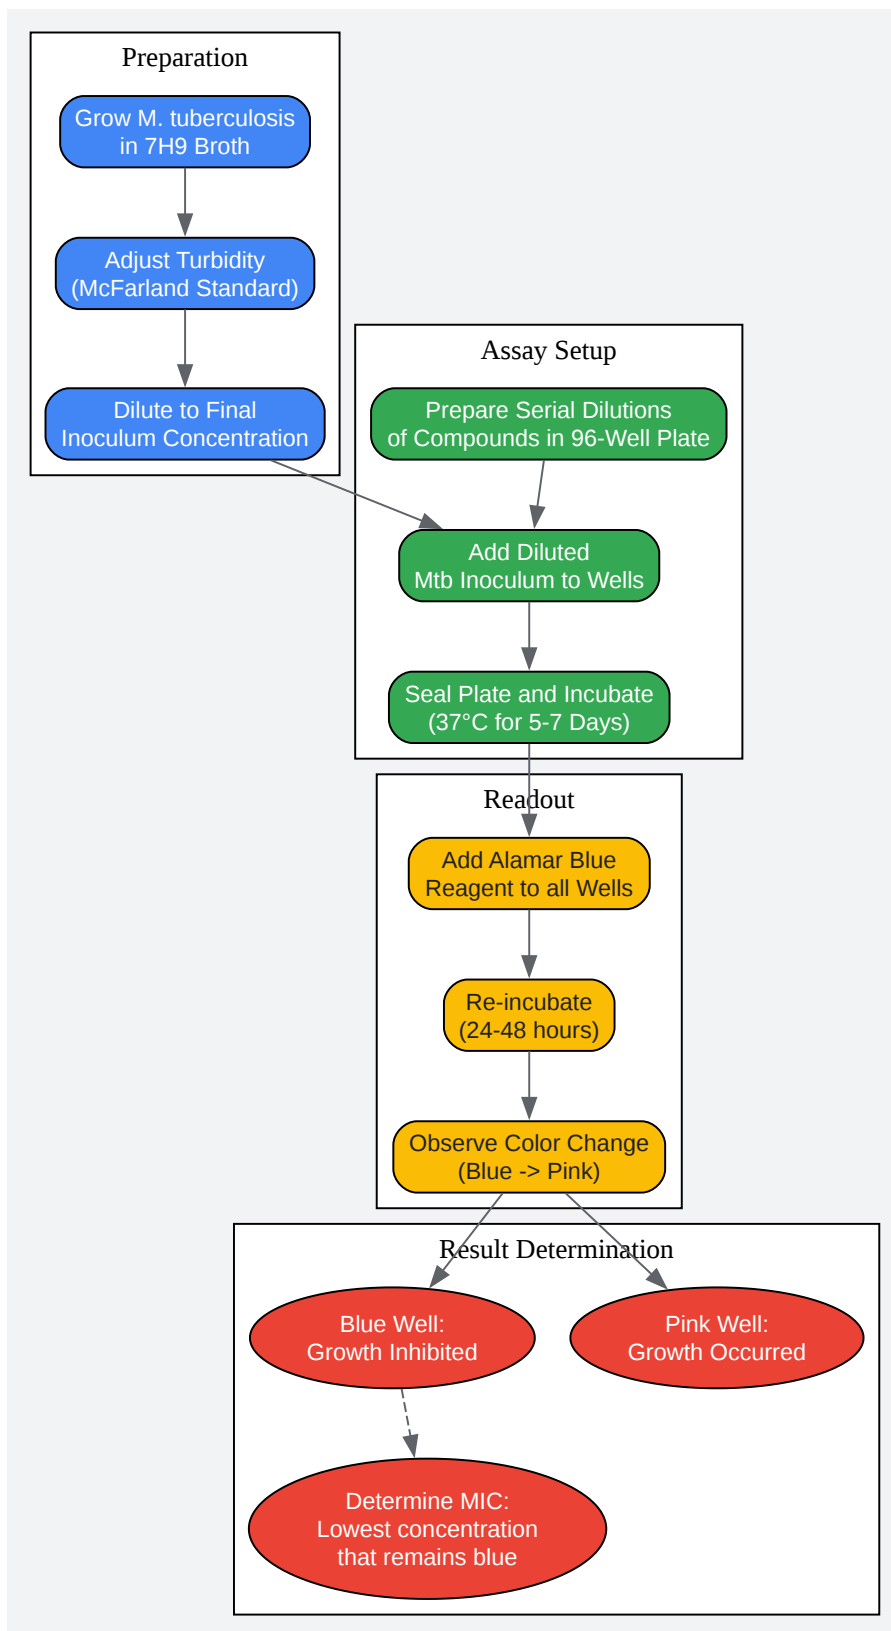 Preparation
Grow M. tuberculosis
in 7H9 Broth
Adjust Turbidity
(McFarland Standard)
Dilute to Final
Inoculum Concentration
Assay Setup
Prepare Serial Dilutions
of Compounds in 96-Well Plate
Add Diluted
Mtb Inoculum to Wells
Seal Plate and Incubate
(37°C for 5-7 Days)
Readout
Add Alamar Blue
Reagent to all Wells
Re-incubate
(24-48 hours)
Observe Color Change
(Blue -> Pink)
Result Determination
Blue Well:
Growth Inhibited
Pink Well:
Growth Occurred
Determine MIC:
Lowest concentration
that remains blue